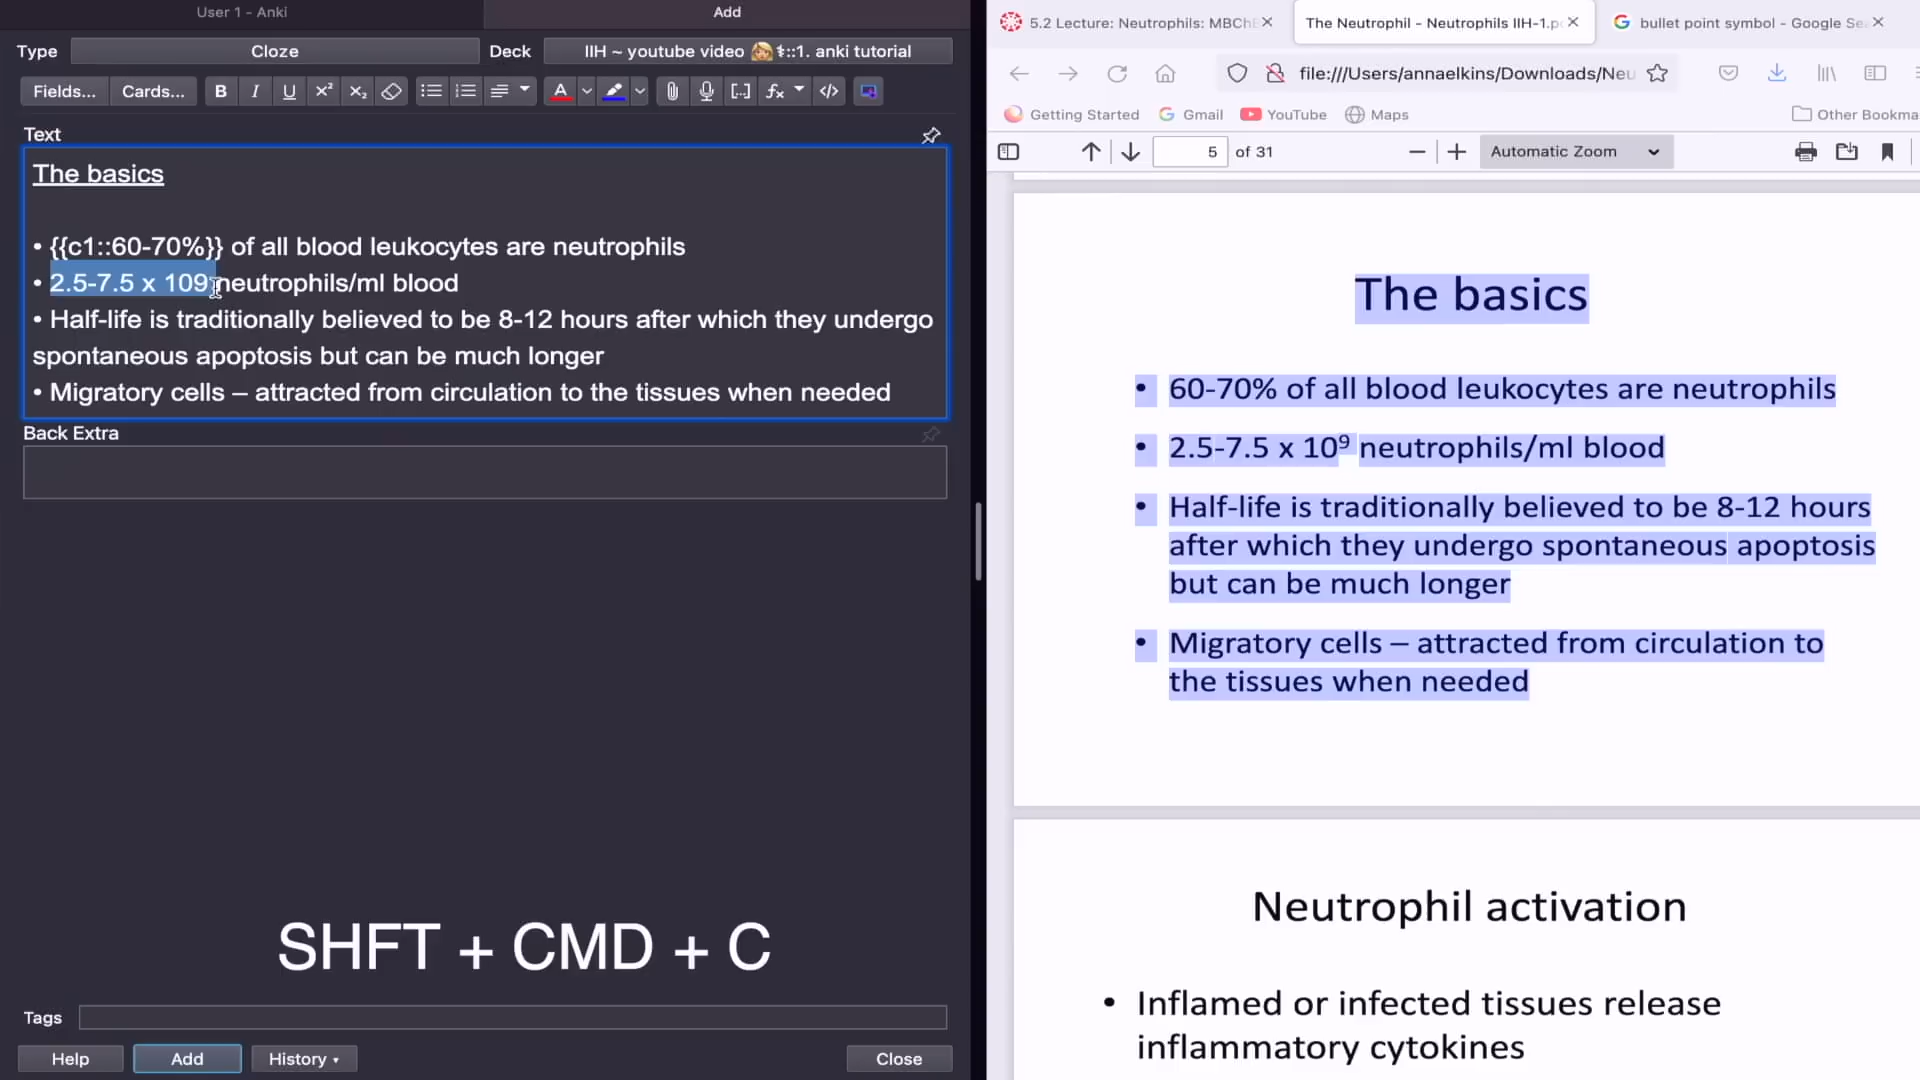 User 1 - Anki
Add
Type Cloze Deck IIH ~ youtube video 👩🏼‍⚕️::1. anki tutorial
Fields... Cards... B I U x² x₂ A fx </>
Text
The basics
• {{c1::60-70%}} of all blood leukocytes are neutrophils
• 2.5-7.5 x 109 neutrophils/ml blood
• Half-life is traditionally believed to be 8-12 hours after which they undergo
spontaneous apoptosis but can be much longer
• Migratory cells – attracted from circulation to the tissues when needed
Back Extra
SHFT + CMD + C
Tags
Help Add History Close
5.2 Lecture: Neutrophils: MBChB
The Neutrophil - Neutrophils IIH-1.p
bullet point symbol - Google Se
file:///Users/annaelkins/Downloads/Neu
Getting Started Gmail YouTube Maps Other Bookma
5 of 31 Automatic Zoom
The basics
• 60-70% of all blood leukocytes are neutrophils
• 2.5-7.5 x 10⁹ neutrophils/ml blood
• Half-life is traditionally believed to be 8-12 hours
after which they undergo spontaneous apoptosis
but can be much longer
• Migratory cells – attracted from circulation to
the tissues when needed
Neutrophil activation
• Inflamed or infected tissues release
inflammatory cytokines